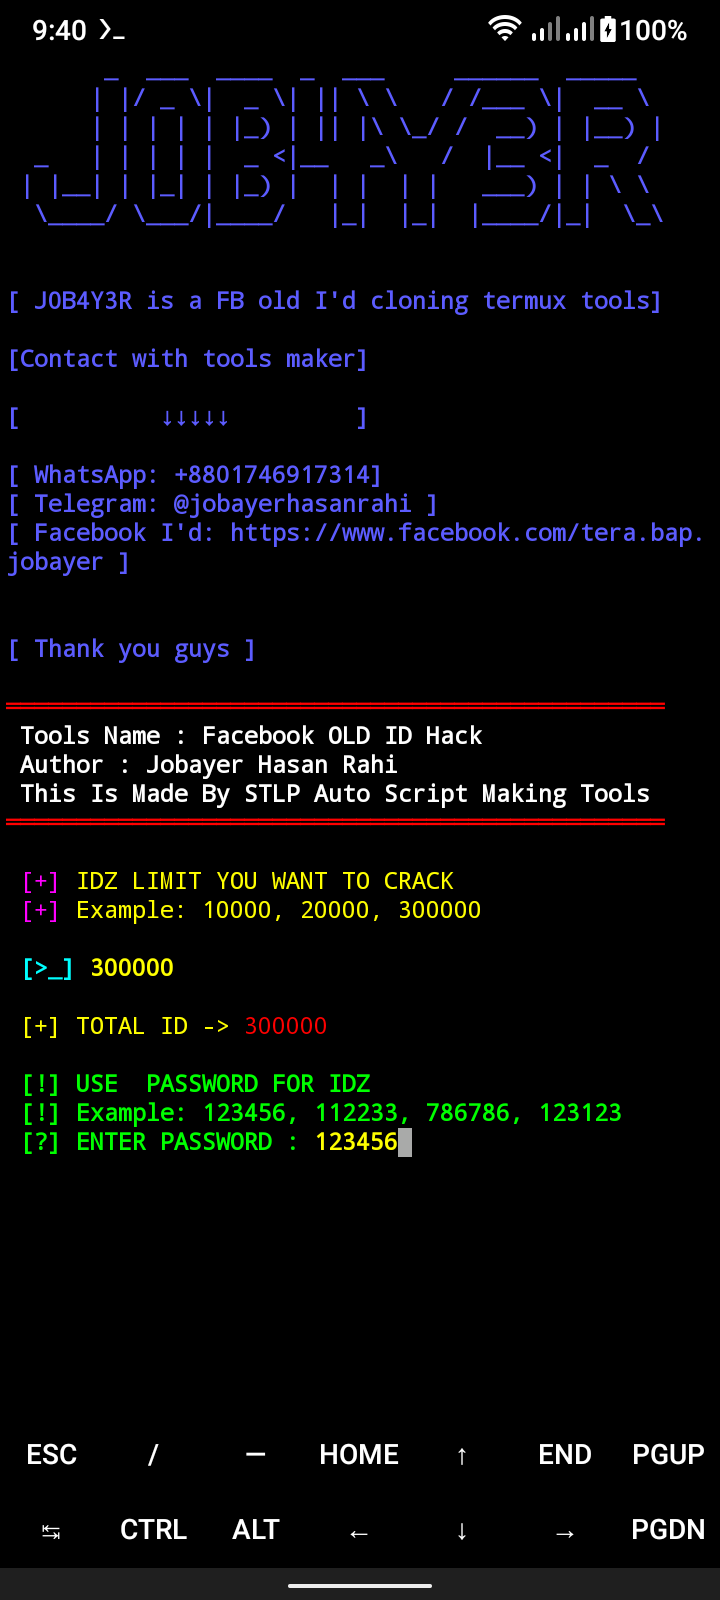 9:40 >_ 100%
J0B4Y3R
[ J0B4Y3R is a FB old I'd cloning termux tools]
[Contact with tools maker]
[ ↓↓↓↓↓ ]
[ WhatsApp: +8801746917314]
[ Telegram: @jobayerhasanrahi ]
[ Facebook I'd: https://www.facebook.com/tera.bap.
jobayer ]
[ Thank you guys ]
Tools Name : Facebook OLD ID Hack
Author : Jobayer Hasan Rahi
This Is Made By STLP Auto Script Making Tools
[+] IDZ LIMIT YOU WANT TO CRACK
[+] Example: 10000, 20000, 300000
[>_] 300000
[+] TOTAL ID -> 300000
[!] USE  PASSWORD FOR IDZ
[!] Example: 123456, 112233, 786786, 123123
[?] ENTER PASSWORD : 123456
ESC / — HOME ↑ END PGUP
↹ CTRL ALT ← ↓ → PGDN